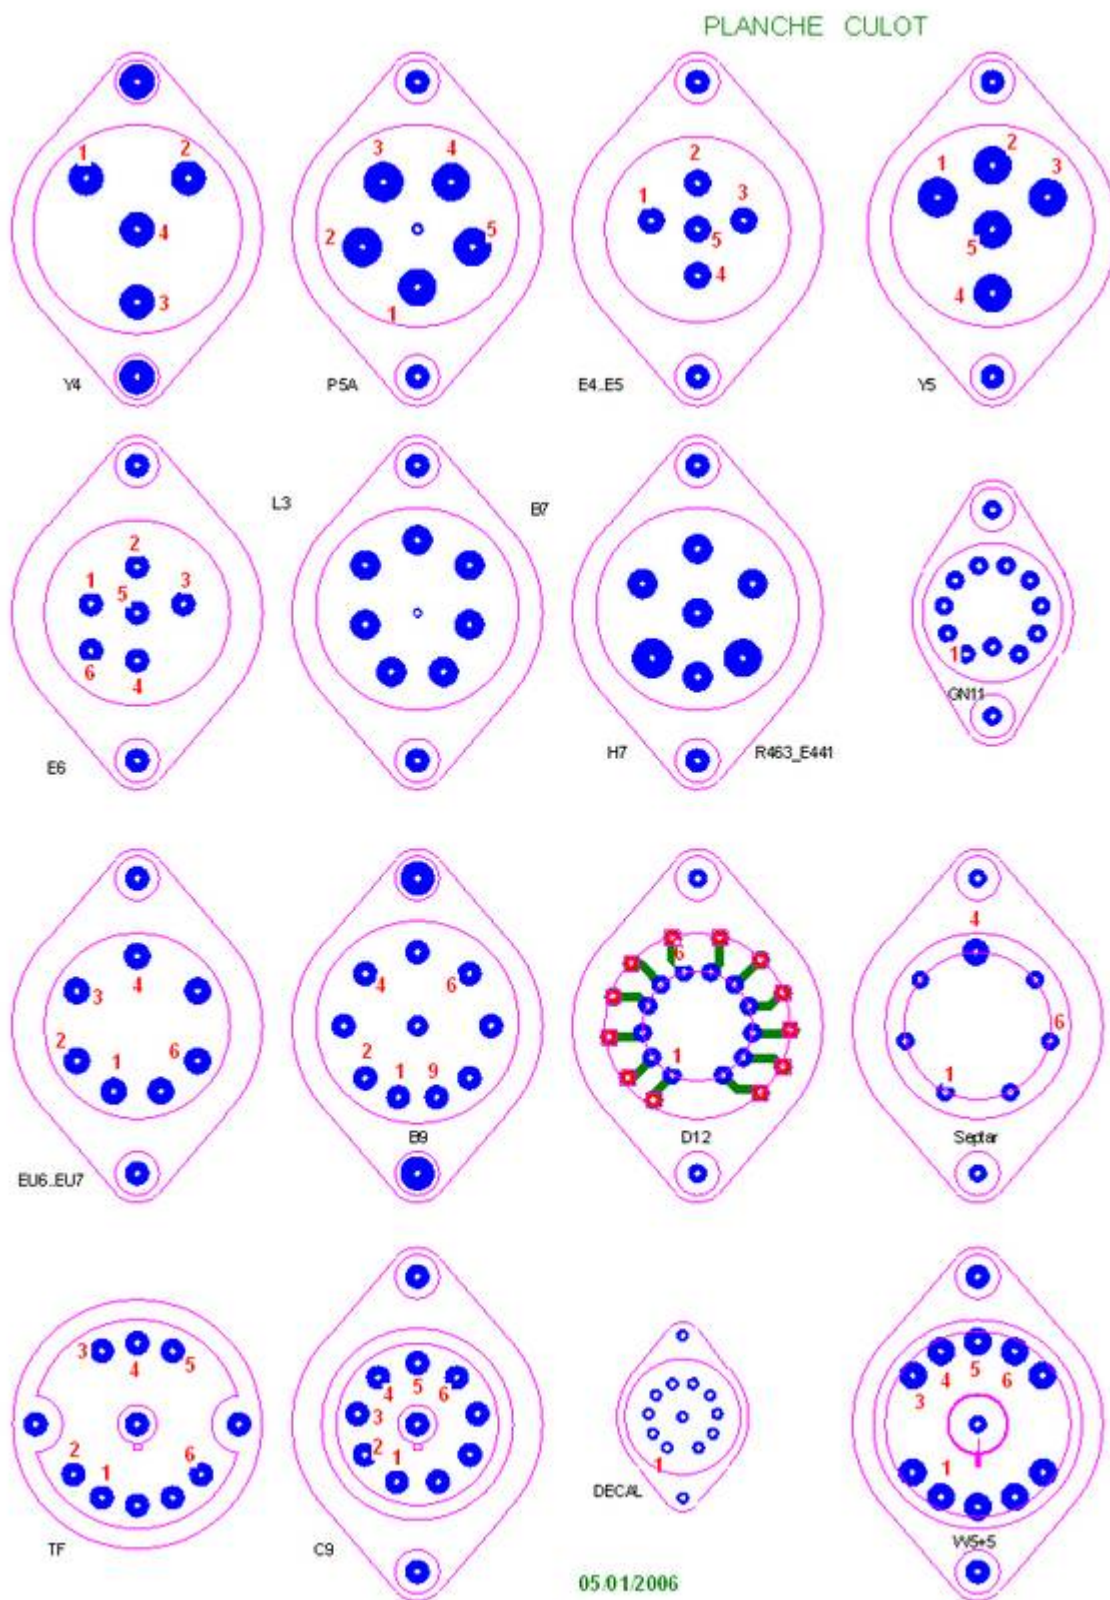 PLANCHE CULOT
1 2 4 3
Y4
3 4 2 5 1
P5A
2 1 3 5 4
E4..E5
2 1 3 5 4
Y5
2 1 5 3 6 4
E6
L3
B7
H7
R463_E441
1
GN11
4 3 2 1 6
EU6..EU7
4 6 2 1 9
B9
6 1
D12
4 6 1
Septar
3 4 5 2 1 6
TF
4 5 6 3 2 1
C9
1
DECAL
5 4 6 3 1
W5+5
05/01/2006